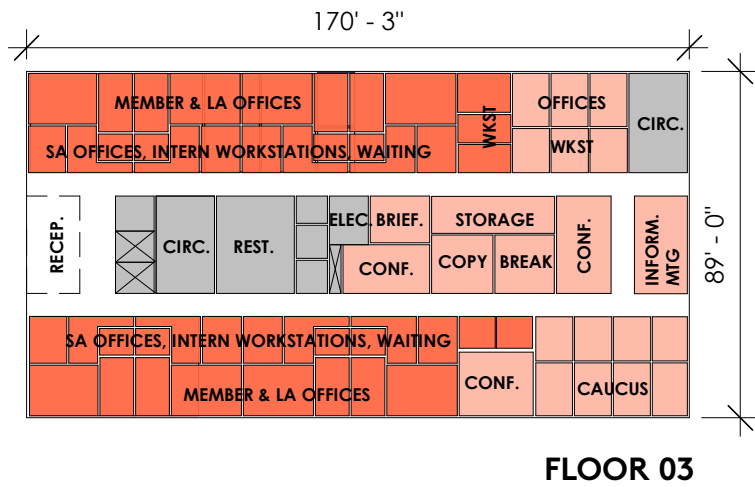 170' - 3"
MEMBER & LA OFFICES
WKST
OFFICES
CIRC.
SA OFFICES, INTERN WORKSTATIONS, WAITING
WKST
RECEP.
CIRC.
REST.
ELEC.
BRIEF.
STORAGE
CONF.
COPY
BREAK
CONF.
INFORM.
MTG
89' - 0"
SA OFFICES, INTERN WORKSTATIONS, WAITING
MEMBER & LA OFFICES
CONF.
CAUCUS
FLOOR 03